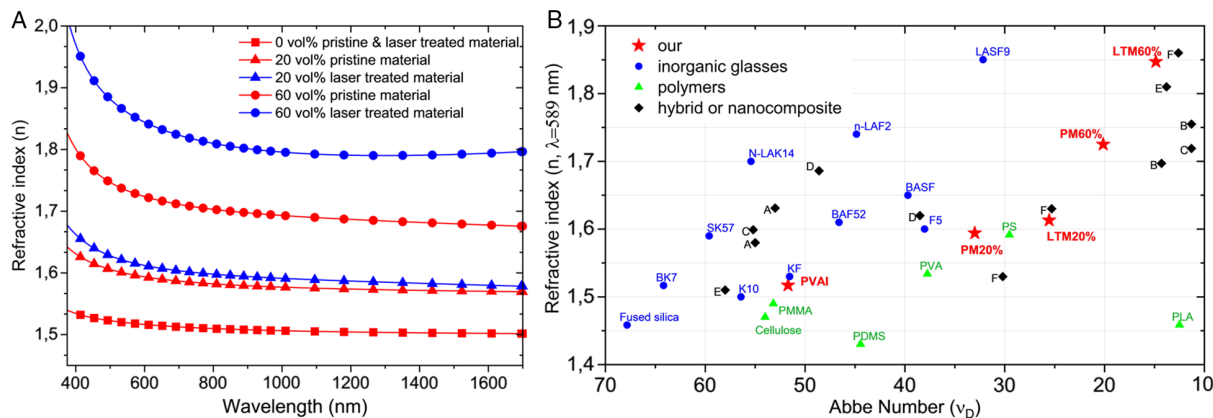 A
Refractive index (n)
2,0
1,9
1,8
1,7
1,6
1,5
0 vol% pristine & laser treated material
20 vol% pristine material
20 vol% laser treated material
60 vol% pristine material
60 vol% laser treated material
400 600 800 1000 1200 1400 1600
Wavelength (nm)
B
Refractive index (n, λ=589 nm)
1,9
1,8
1,7
1,6
1,5
1,4
our
inorganic glasses
polymers
hybrid or nanocomposite
LASF9
LTM60%
F
E
n-LAF2
B
PM60%
C
N-LAK14
D
B
BASF
A
D
F
SK57
C
BAF52
F5
PS
LTM20%
A
PM20%
PVA
KF
F
BK7
E
K10
PVAl
PMMA
Fused silica
Cellulose
PDMS
PLA
70 60 50 40 30 20 10
Abbe Number (νD)